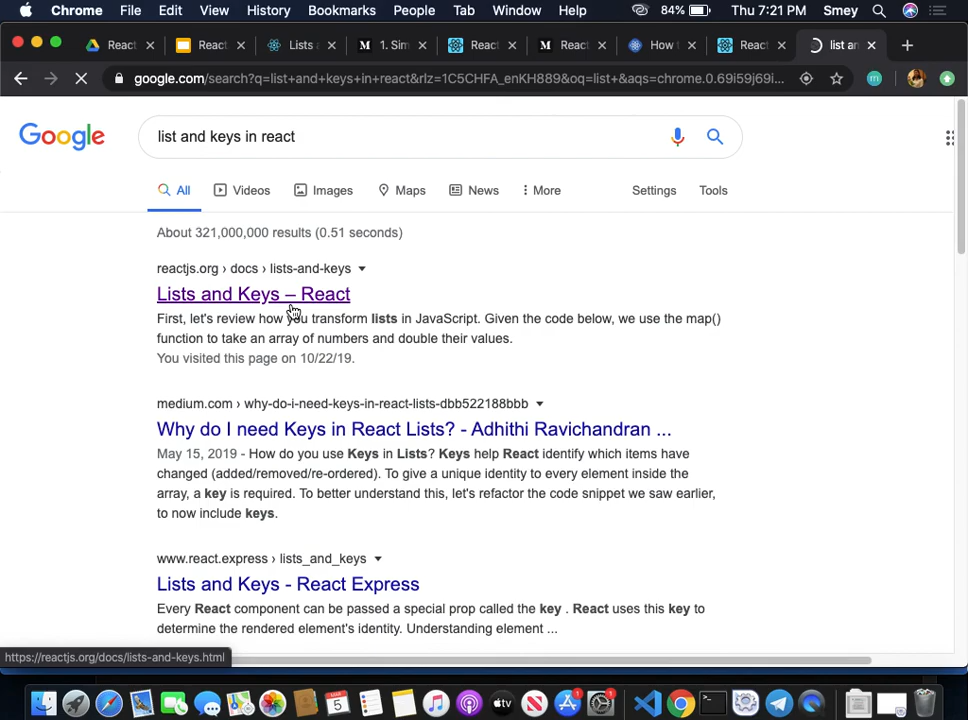 Chrome File Edit View History Bookmarks People Tab Window Help 84% Thu 7:21 PM Smey
React Reac Lists a 1. Sim React React How t React list an
google.com/search?q=list+and+keys+in+react&rlz=1C5CHFA_enKH889&oq=list+&aqs=chrome.0.69i59j69i... m
Google list and keys in react
All Videos Images Maps News More Settings Tools
About 321,000,000 results (0.51 seconds)
reactjs.org › docs › lists-and-keys
Lists and Keys – React
First, let's review how you transform lists in JavaScript. Given the code below, we use the map()
function to take an array of numbers and double their values.
You visited this page on 10/22/19.
medium.com › why-do-i-need-keys-in-react-lists-dbb522188bbb
Why do I need Keys in React Lists? - Adhithi Ravichandran ...
May 15, 2019 - How do you use Keys in Lists? Keys help React identify which items have
changed (added/removed/re-ordered). To give a unique identity to every element inside the
array, a key is required. To better understand this, let's refactor the code snippet we saw earlier,
to now include keys.
www.react.express › lists_and_keys
Lists and Keys - React Express
Every React component can be passed a special prop called the key . React uses this key to
determine the rendered element's identity. Understanding element ...
https://reactjs.org/docs/lists-and-keys.html
5 tv 1 1